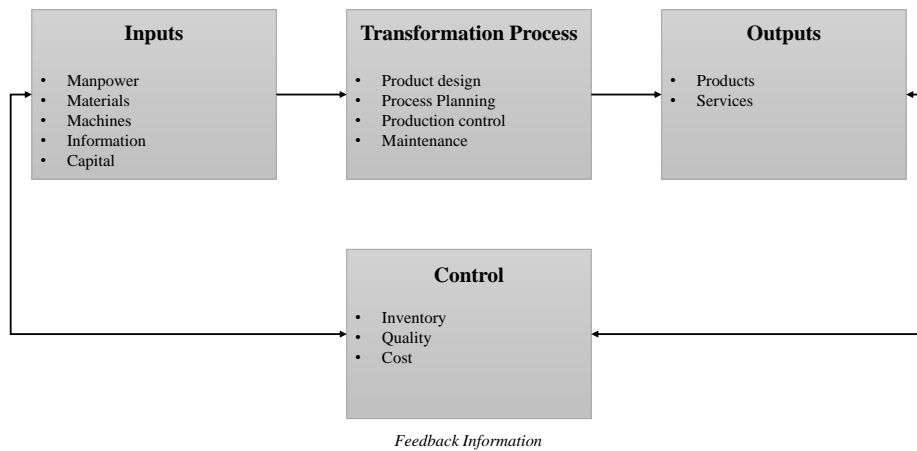 Inputs
• Manpower
• Materials
• Machines
• Information
• Capital
Transformation Process
• Product design
• Process Planning
• Production control
• Maintenance
Outputs
• Products
• Services
Control
• Inventory
• Quality
• Cost
Feedback Information